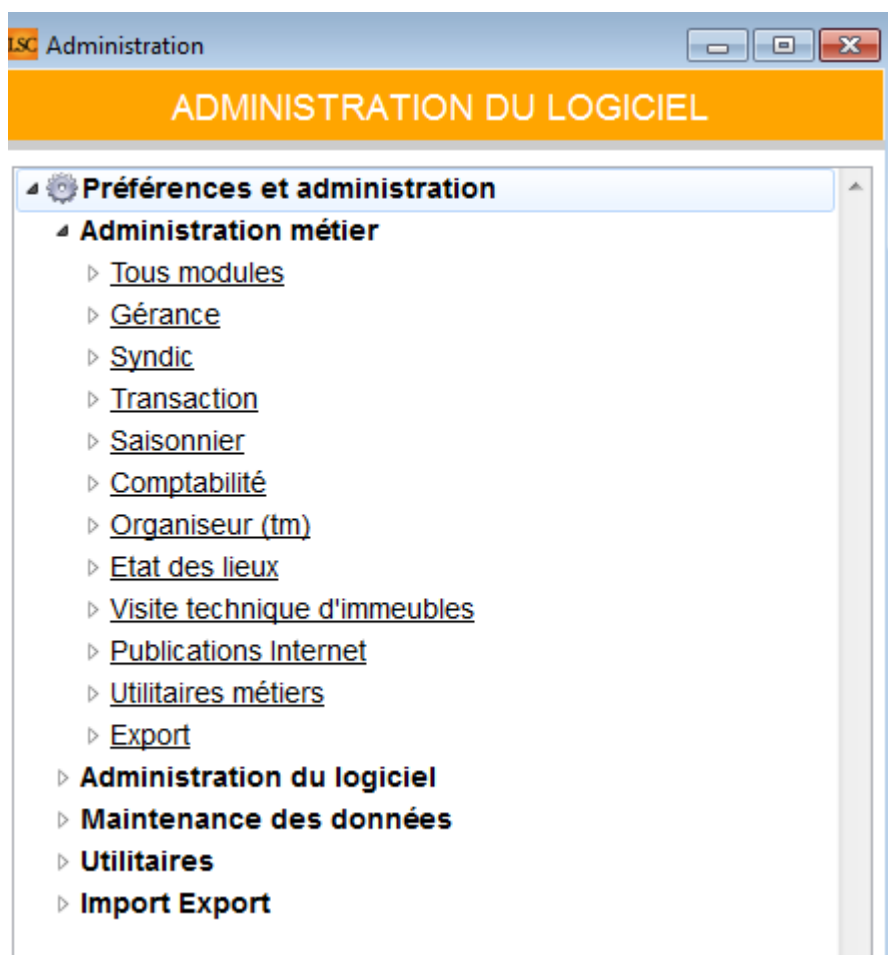 LSC Administration
ADMINISTRATION DU LOGICIEL
Préférences et administration
Administration métier
Tous modules
Gérance
Syndic
Transaction
Saisonnier
Comptabilité
Organiseur (tm)
Etat des lieux
Visite technique d'immeubles
Publications Internet
Utilitaires métiers
Export
Administration du logiciel
Maintenance des données
Utilitaires
Import Export